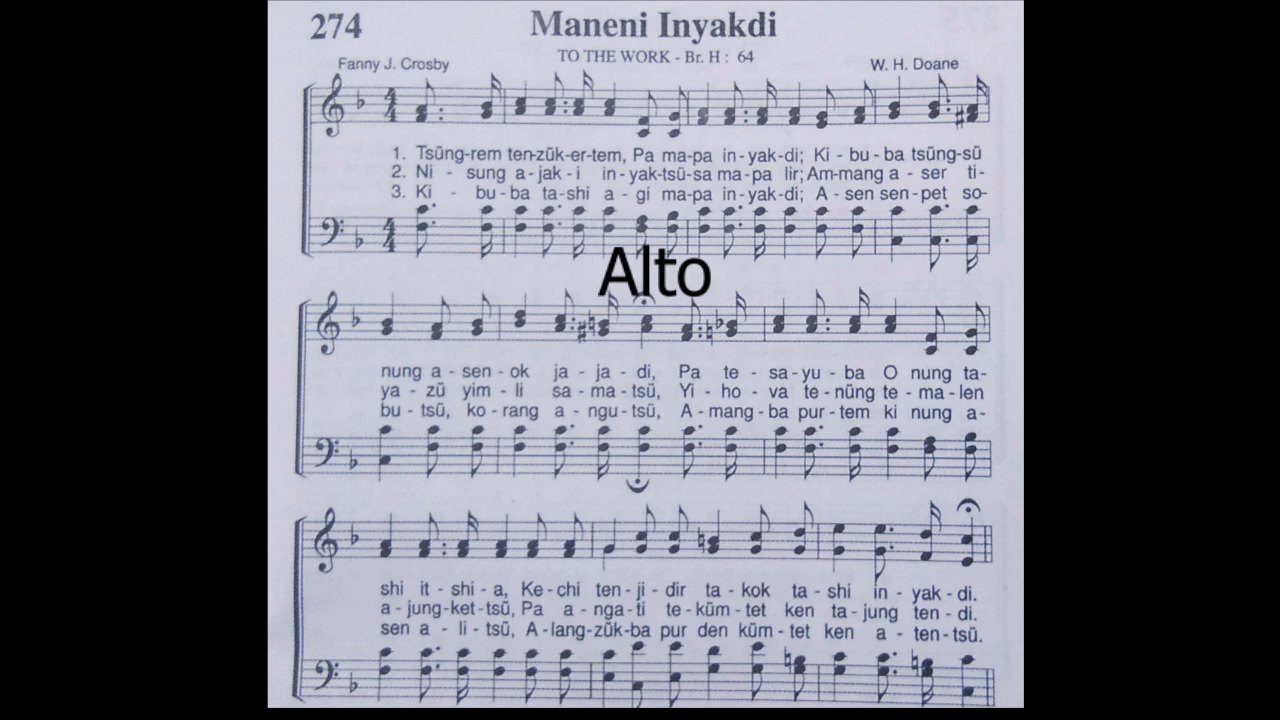 274 Maneni Inyakdi
TO THE WORK - Br. H : 64
Fanny J. Crosby W. H. Doane
1. Tsüng-rem ten-zük-er-tem, Pa ma-pa in-yak-di; Ki - bu - ba tsüng-sü
2. Ni - sung a-jak - i in-yak-tsü-sa ma-pa lir; Am-mang a - ser ti-
3. Ki - bu-ba ta-shi a - gi ma-pa in-yak-di; A - sen sen-pet so-
Alto
nung a - sen - ok ja - ja - di, Pa te - sa - yu - ba O nung ta-
ya - zü yim - li sa - ma - tsü, Yi - ho - va te - nüng te - ma - len
bu - tsü, ko - rang a - ngu - tsü, A - mang - ba pur - tem ki nung a-
shi it - shi - a, Ke - chi ten - ji - dir ta - kok ta - shi in - yak - di.
a - jung-ket-tsü, Pa a - nga - ti te - küm - tet ken ta - jung ten - di.
sen a - li - tsü, A -lang-zük-ba pur den küm - tet ken a - ten-tsü.